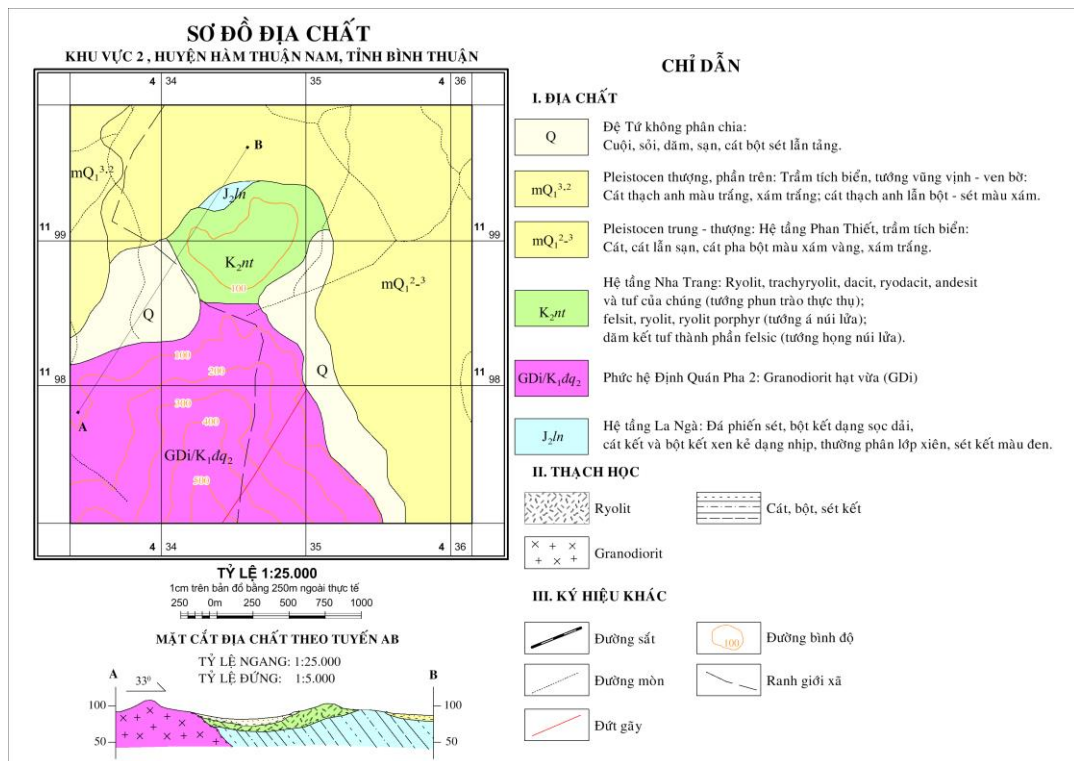 SƠ ĐỒ ĐỊA CHẤT
KHU VỰC 2 , HUYỆN HÀM THUẬN NAM, TỈNH BÌNH THUẬN
4 34 35 4 36
B
mQ₁³·²
J₂ln
11 99 11 99
K₂nt
100
mQ₁²-³
Q
100
200
Q
11 98 11 98
300
A
400
GDi/K₁dq₂
500
4 34 35 4 36
TỶ LỆ 1:25.000
1cm trên bản đồ bằng 250m ngoài thực tế
250 0m 250 500 750 1000
MẶT CẮT ĐỊA CHẤT THEO TUYẾN AB
TỶ LỆ NGANG: 1:25.000
TỶ LỆ ĐỨNG: 1:5.000
A 33⁰ B
100 100
50 50
CHỈ DẪN
I. ĐỊA CHẤT
Q
Đệ Tứ không phân chia:
Cuội, sỏi, dăm, sạn, cát bột sét lẫn tảng.
mQ₁³·²
Pleistocen thượng, phần trên: Trầm tích biển, tướng vũng vịnh - ven bờ:
Cát thạch anh màu trắng, xám trắng; cát thạch anh lẫn bột - sét màu xám.
mQ₁²-³
Pleistocen trung - thượng: Hệ tầng Phan Thiết, trầm tích biển:
Cát, cát lẫn sạn, cát pha bột màu xám vàng, xám trắng.
K₂nt
Hệ tầng Nha Trang: Ryolit, trachyryolit, dacit, ryodacit, andesit
và tuf của chúng (tướng phun trào thực thụ);
felsit, ryolit, ryolit porphyr (tướng á núi lửa);
dăm kết tuf thành phần felsic (tướng họng núi lửa).
GDi/K₁dq₂
Phức hệ Định Quán Pha 2: Granodiorit hạt vừa (GDi)
J₂ln
Hệ tầng La Ngà: Đá phiến sét, bột kết dạng sọc dải,
cát kết và bột kết xen kẽ dạng nhịp, thường phân lớp xiên, sét kết màu đen.
II. THẠCH HỌC
Ryolit
Cát, bột, sét kết
Granodiorit
III. KÝ HIỆU KHÁC
Đường sắt
100
Đường bình độ
Đường mòn
Ranh giới xã
Đứt gãy